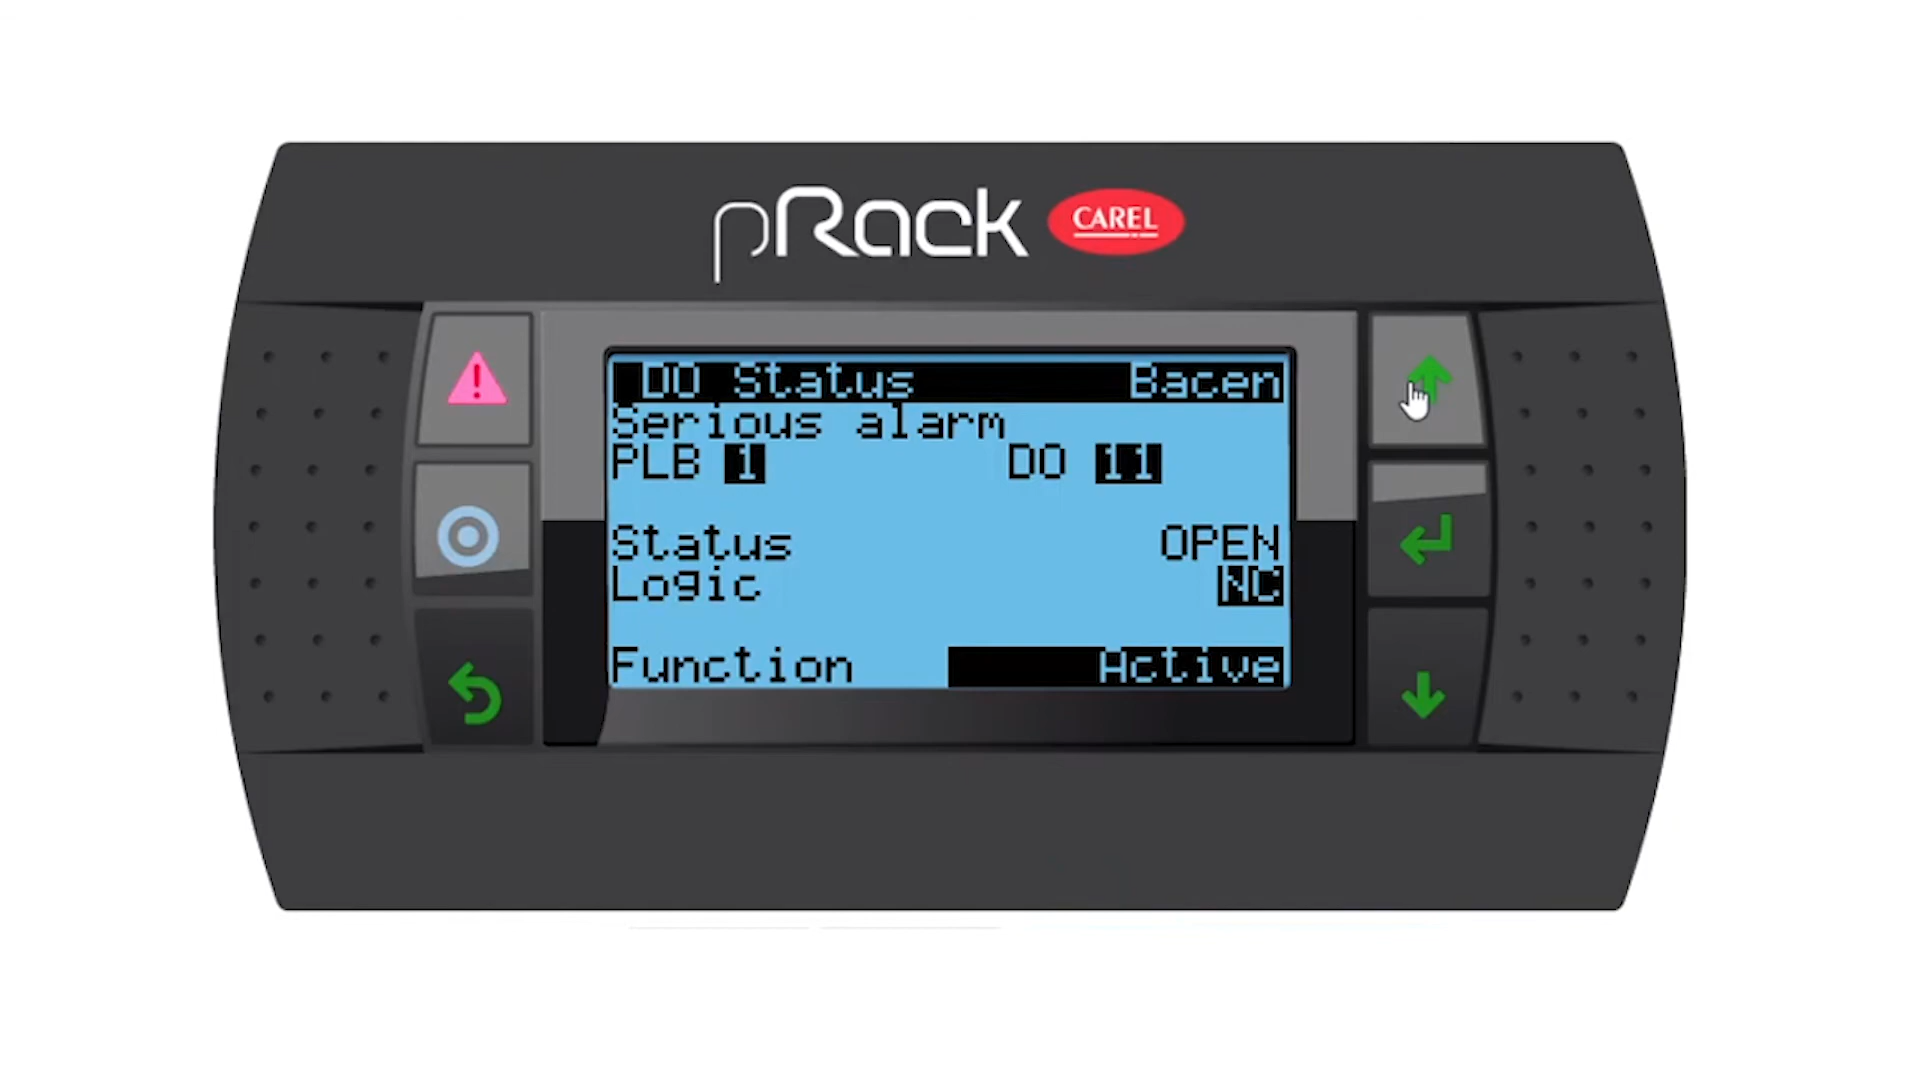 pRack CAREL
DO Status Bacen
Serious alarm
PLB 1 DO 11
Status OPEN
Logic NC
Function Active